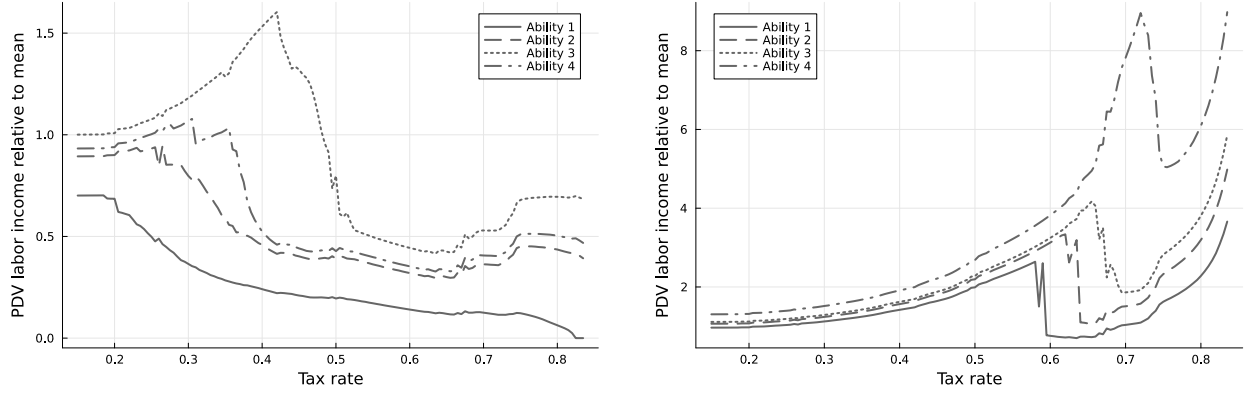 PDV labor income relative to mean
1.5
1.0
0.5
0.0
Ability 1
Ability 2
Ability 3
Ability 4
0.2 0.3 0.4 0.5 0.6 0.7 0.8
Tax rate
PDV labor income relative to mean
8
6
4
2
Ability 1
Ability 2
Ability 3
Ability 4
0.2 0.3 0.4 0.5 0.6 0.7 0.8
Tax rate